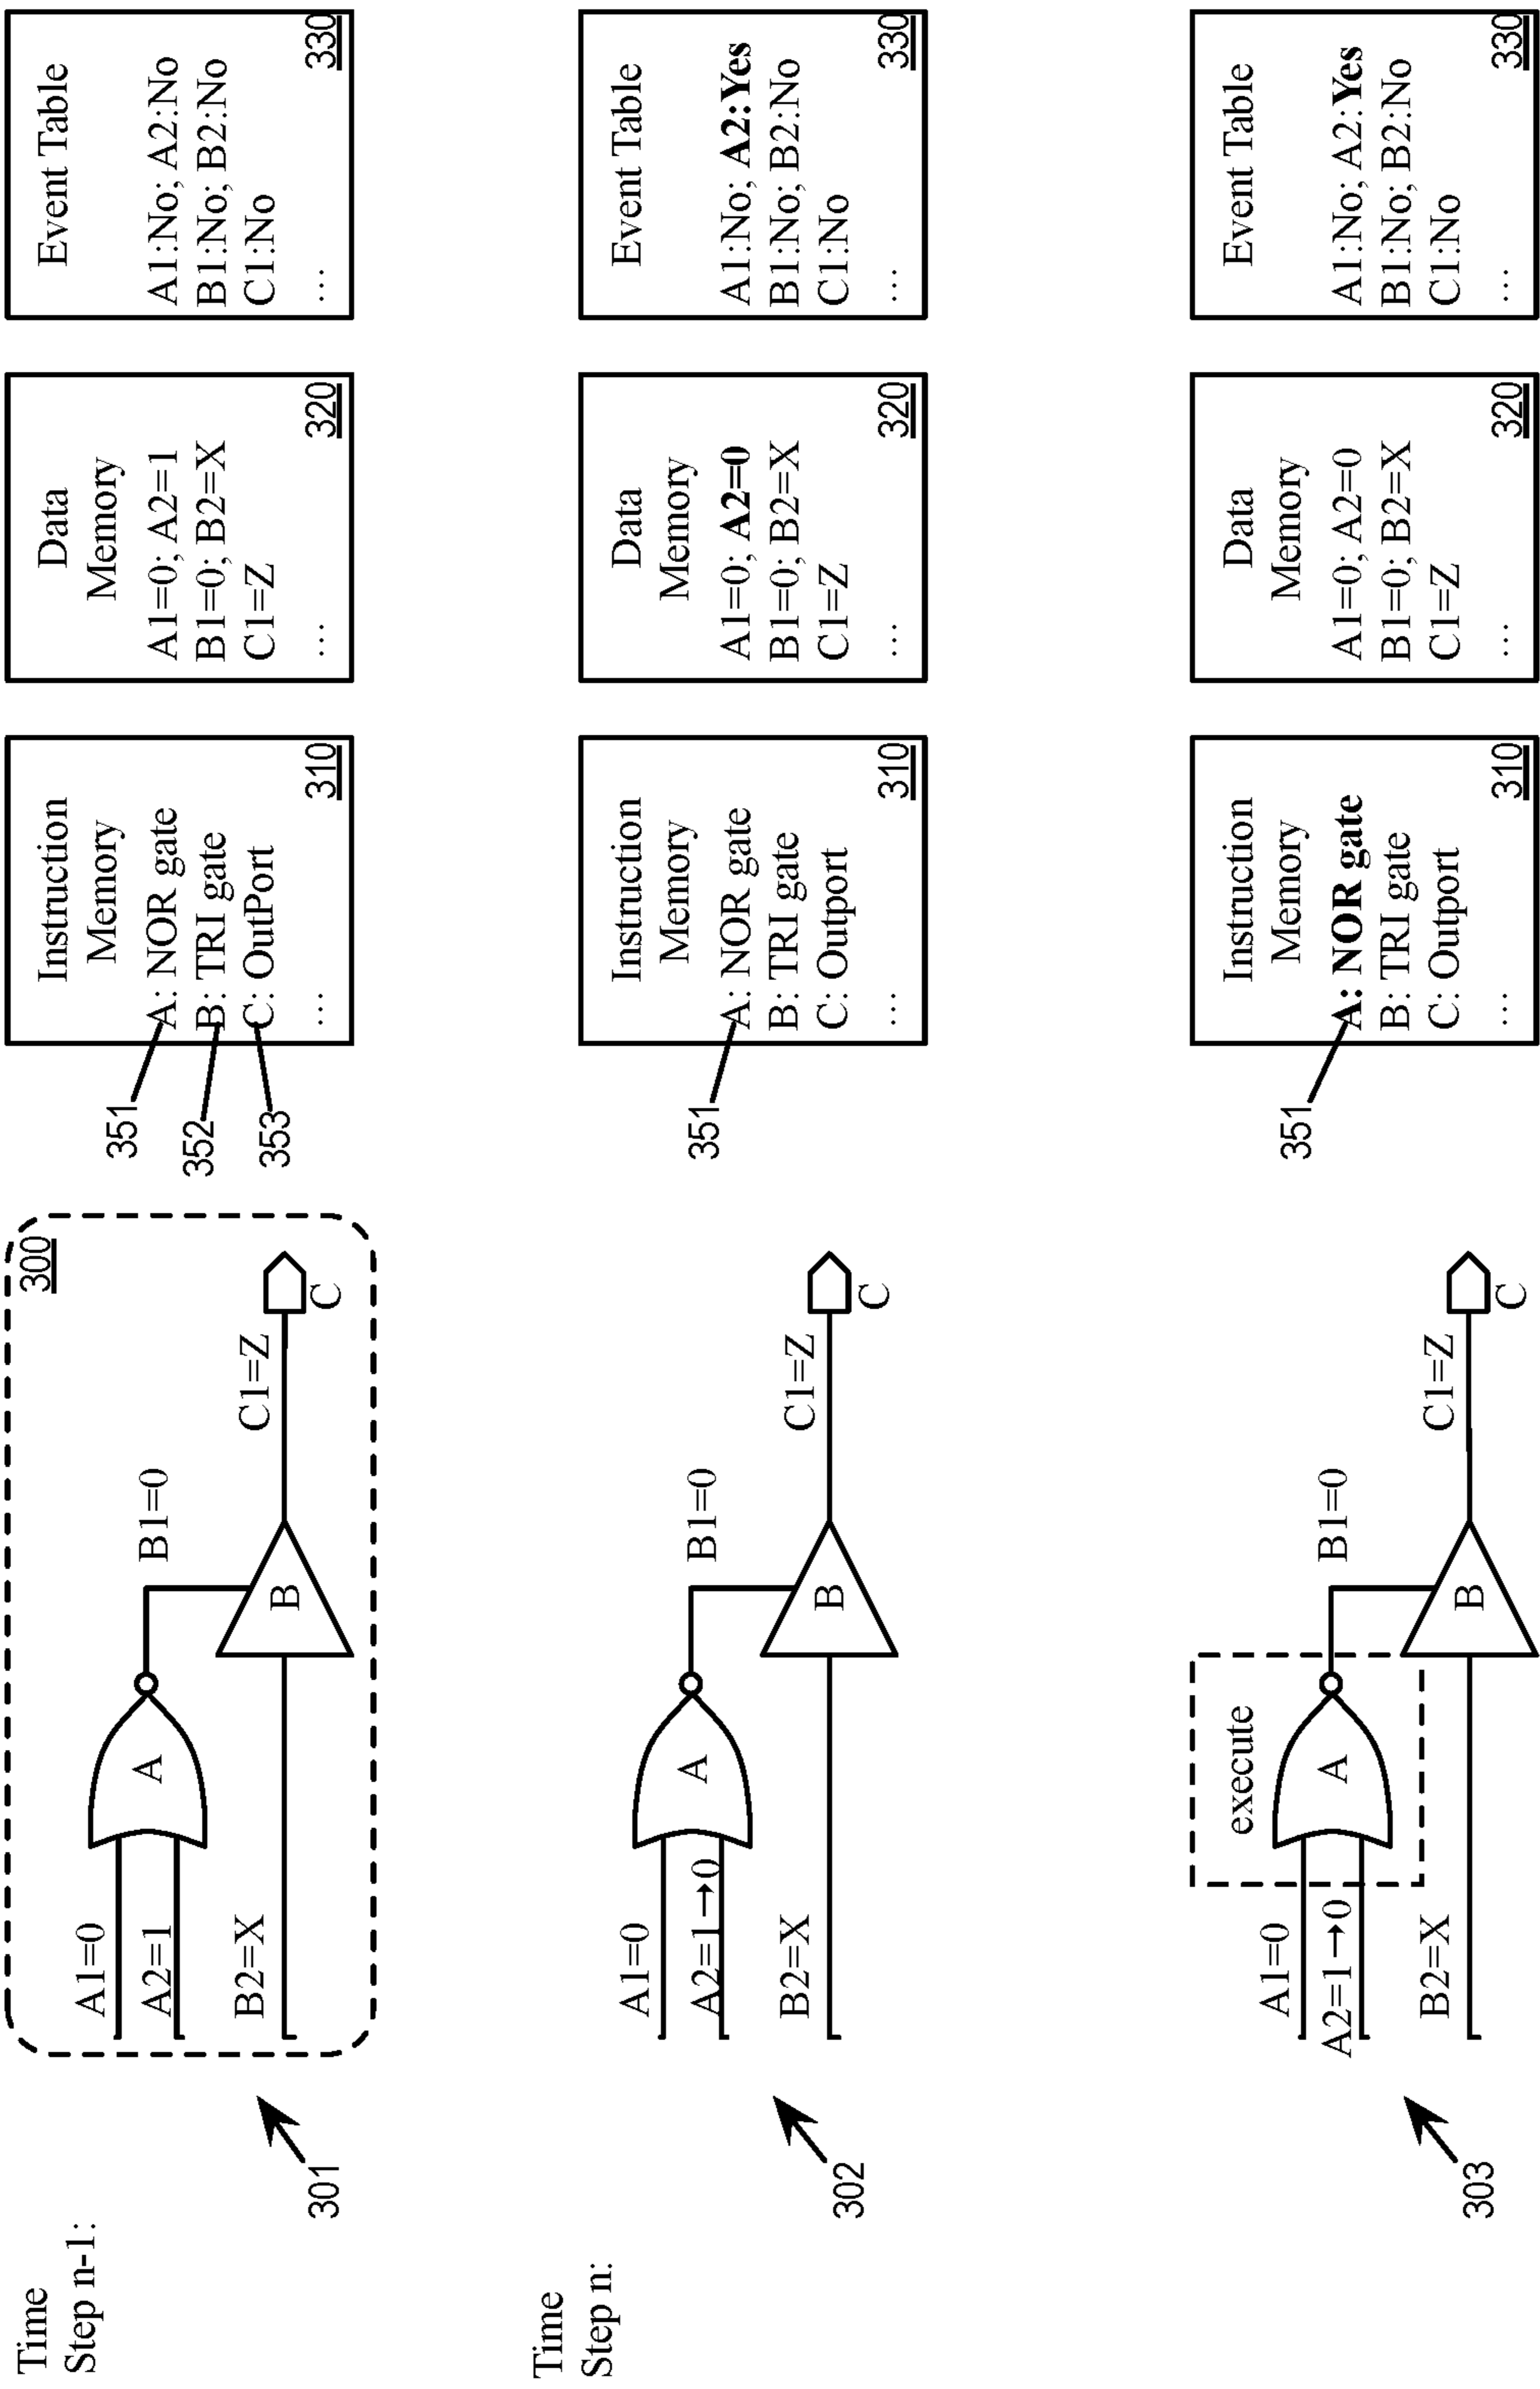 Time
Step n-1:
301
300
A1=0
A2=1
B2=X
A
B1=0
B
C1=Z
C
351
352
353
Instruction
Memory
A: NOR gate
B: TRI gate
C: OutPort
...
310
Data
Memory
A1=0; A2=1
B1=0; B2=X
C1=Z
...
320
Event Table
A1:No; A2:No
B1:No; B2:No
C1:No
...
330
Time
Step n:
302
A1=0
A2=1→0
B2=X
A
B1=0
B
C1=Z
C
351
Instruction
Memory
A: NOR gate
B: TRI gate
C: Outport
...
310
Data
Memory
A1=0; A2=0
B1=0; B2=X
C1=Z
...
320
Event Table
A1:No; A2:Yes
B1:No; B2:No
C1:No
...
330
303
execute
A1=0
A2=1→0
B2=X
A
B1=0
B
C1=Z
C
351
Instruction
Memory
A: NOR gate
B: TRI gate
C: Outport
...
310
Data
Memory
A1=0; A2=0
B1=0; B2=X
C1=Z
...
320
Event Table
A1:No; A2:Yes
B1:No; B2:No
C1:No
...
330